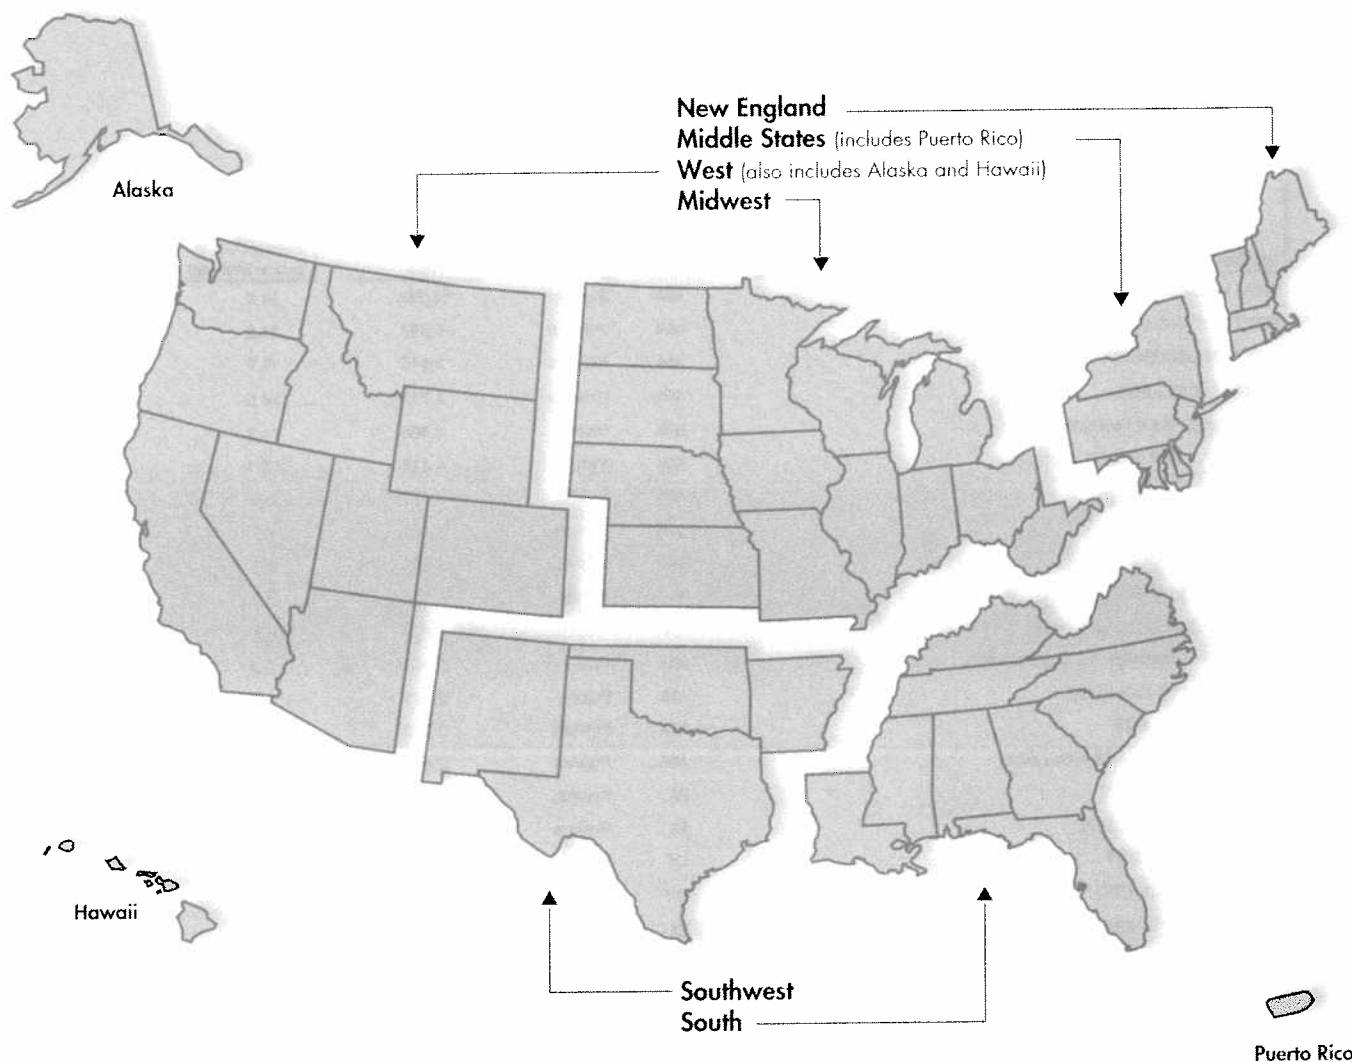 New England
Middle States (includes Puerto Rico)
West (also includes Alaska and Hawaii)
Midwest
Alaska
Hawaii
Southwest
South
Puerto Rico